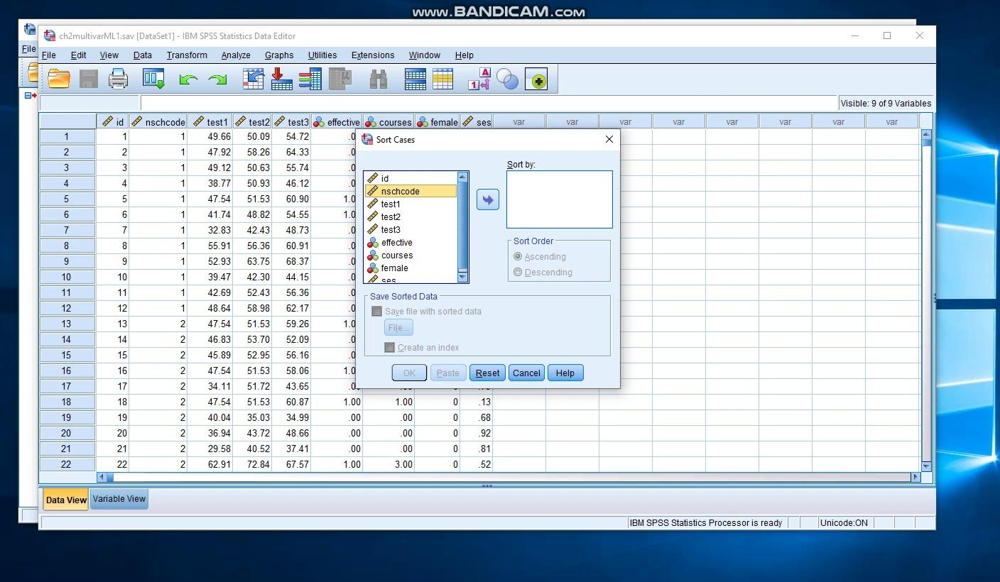 www.BANDICAM.com
File
ch2multivarML1.sav [DataSet1] - IBM SPSS Statistics Data Editor
File Edit View Data Transform Analyze Graphs Utilities Extensions Window Help
Visible: 9 of 9 Variables
id nschcode test1 test2 test3 effective courses female ses var var var var var var var var
1 1 1 49.66 50.09 54.72 .0
2 2 1 47.92 58.26 64.33 .0
3 3 1 49.12 50.63 55.74 .0
4 4 1 38.77 50.93 46.12 .0
5 5 1 47.54 51.53 60.90 1.0
6 6 1 41.74 48.82 54.55 1.0
7 7 1 32.83 42.43 48.73 .0
8 8 1 55.91 56.36 60.91 .0
9 9 1 52.93 63.75 68.37 .0
10 10 1 39.47 42.30 44.15 .0
11 11 1 42.69 52.43 56.36 .0
12 12 1 48.64 58.98 62.17 .0
13 13 2 47.54 51.53 59.26 1.0
14 14 2 46.83 53.70 52.09 .0
15 15 2 45.89 52.95 56.16 .0
16 16 2 47.54 51.53 58.06 1.0
17 17 2 34.11 51.72 43.65 .00
18 18 2 47.54 51.53 60.87 1.00 1.00 0 .13
19 19 2 40.04 35.03 34.99 .00 .00 0 .68
20 20 2 36.94 43.72 48.66 .00 .00 0 .92
21 21 2 29.58 40.52 37.41 .00 .00 0 .81
22 22 2 62.91 72.84 67.57 1.00 3.00 0 .52
Sort Cases
Sort by:
id
nschcode
test1
test2
test3
effective
courses
female
ses
Sort Order
Ascending
Descending
Save Sorted Data
Save file with sorted data
File...
Create an index
OK Paste Reset Cancel Help
Data View Variable View
IBM SPSS Statistics Processor is ready Unicode:ON